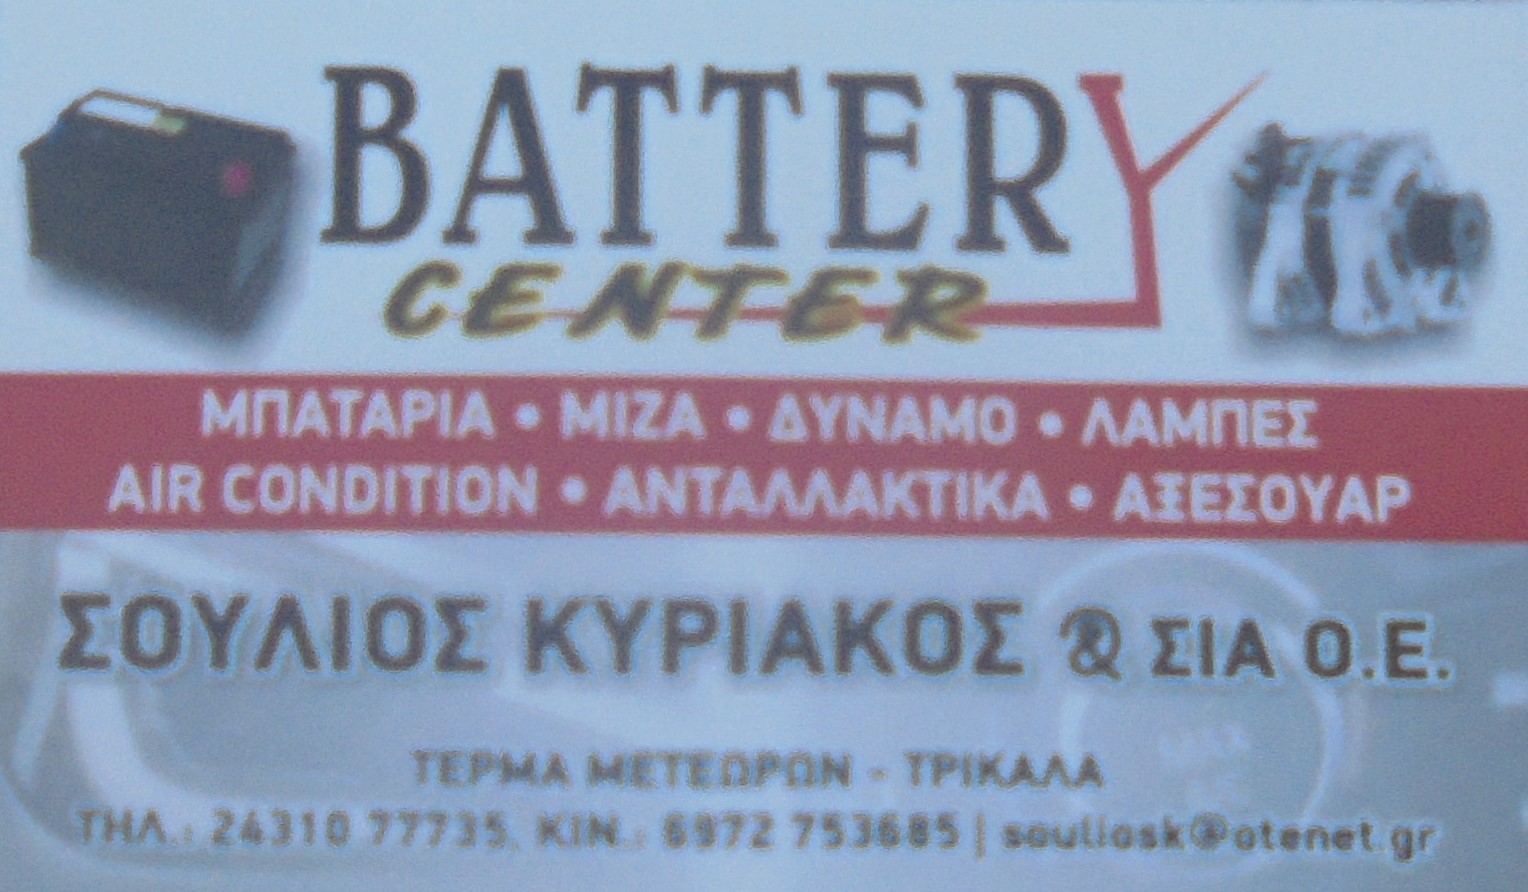 BATTERY
CENTER
ΜΠΑΤΑΡΙΑ • ΜΙΖΑ • ΔΥΝΑΜΟ • ΛΑΜΠΕΣ
AIR CONDITION • ΑΝΤΑΛΛΑΚΤΙΚΑ • ΑΞΕΣΟΥΑΡ
ΣΟΥΛΙΟΣ ΚΥΡΙΑΚΟΣ & ΣΙΑ Ο.Ε.
ΤΕΡΜΑ ΜΕΤΕΩΡΩΝ - ΤΡΙΚΑΛΑ
ΤΗΛ.: 24310 77735, ΚΙΝ.: 6972 753685 | souliosk@otenet.gr